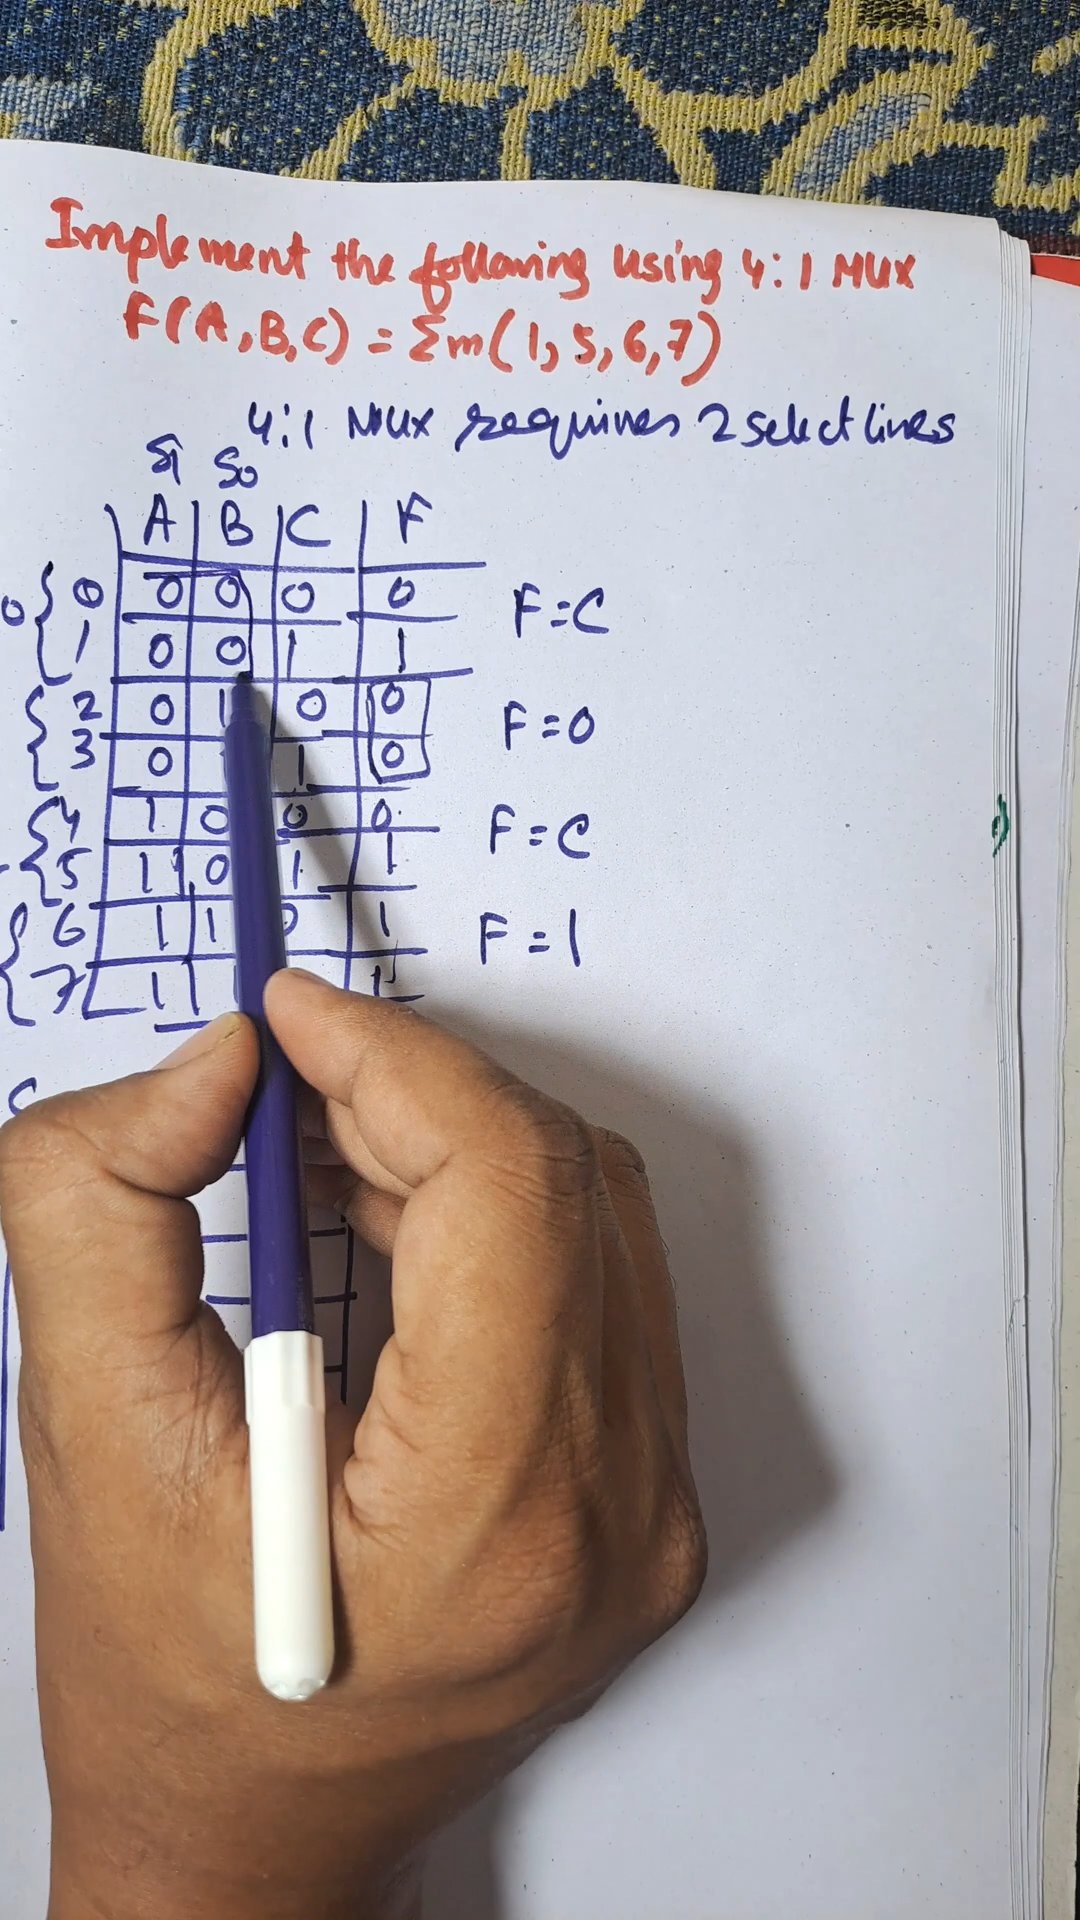 Implement the following using 4:1 MUX
F(A,B,C) = Σm(1,5,6,7)
4:1 MUX requires 2 select lines
S1 S0
A B C F
0 0 0 0 0 F=C
1 0 0 1 1
2 0 1 0 0 F=0
3 0 1 0
4 1 0 0 0 F=C
5 1 0 1 1
6 1 1 0 1 F=1
7 1 1 1